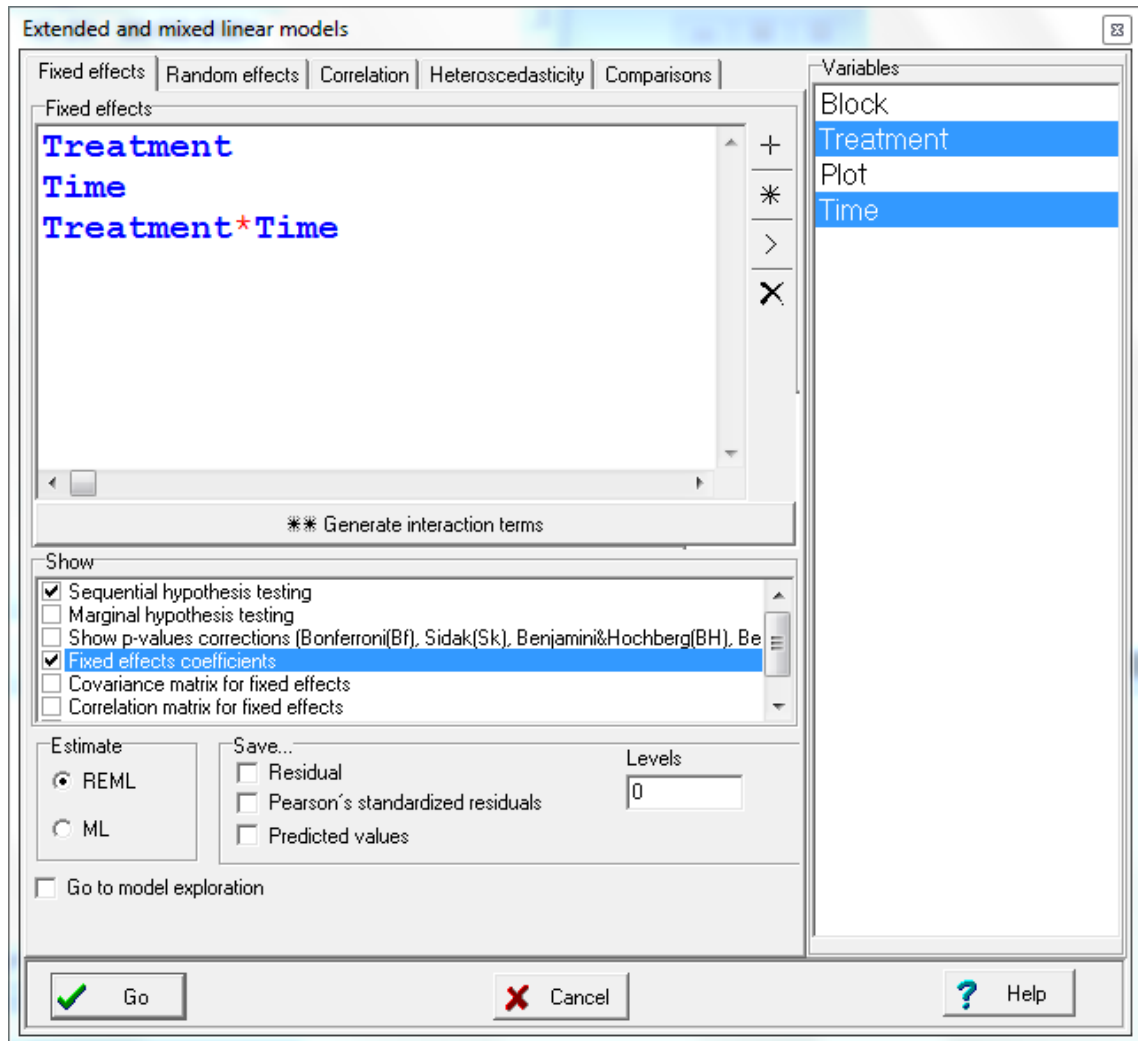 Extended and mixed linear models
Fixed effects Random effects Correlation Heteroscedasticity Comparisons
Fixed effects
Treatment
Time
Treatment*Time
** Generate interaction terms
Show
Sequential hypothesis testing
Marginal hypothesis testing
Show p-values corrections (Bonferroni(Bf), Sidak(Sk), Benjamini&Hochberg(BH), Be
Fixed effects coefficients
Covariance matrix for fixed effects
Correlation matrix for fixed effects
Estimate
REML
ML
Save...
Residual
Pearson´s standardized residuals
Predicted values
Levels
0
Go to model exploration
Variables
Block
Treatment
Plot
Time
Go
Cancel
Help